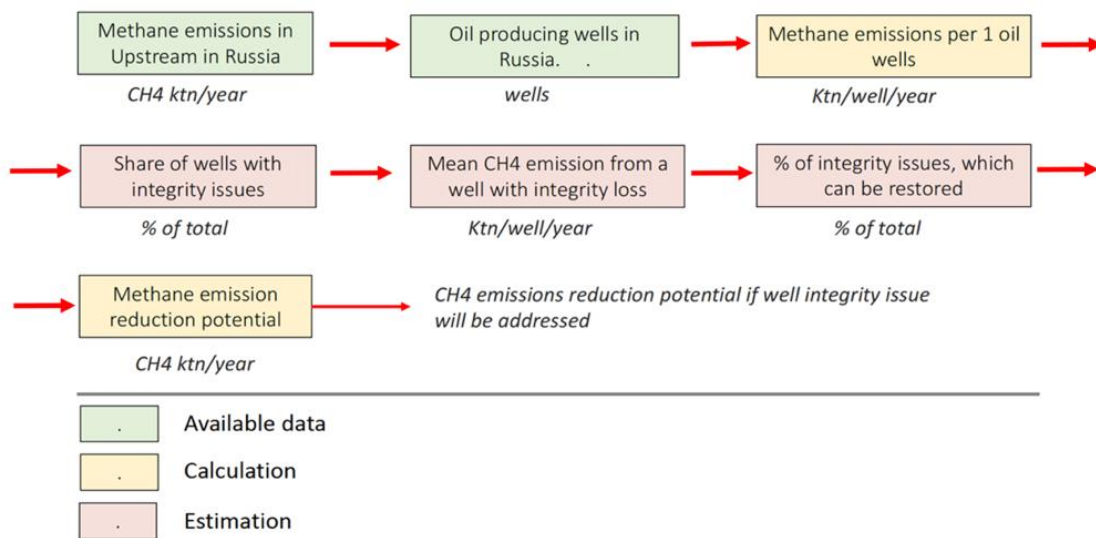 Methane emissions in
Upstream in Russia
CH4 ktn/year
Oil producing wells in
Russia. .
wells
Methane emissions per 1 oil
wells
Ktn/well/year
Share of wells with
integrity issues
% of total
Mean CH4 emission from a
well with integrity loss
Ktn/well/year
% of integrity issues, which
can be restored
% of total
Methane emission
reduction potential
CH4 ktn/year
CH4 emissions reduction potential if well integrity issue
will be addressed
. Available data
. Calculation
. Estimation